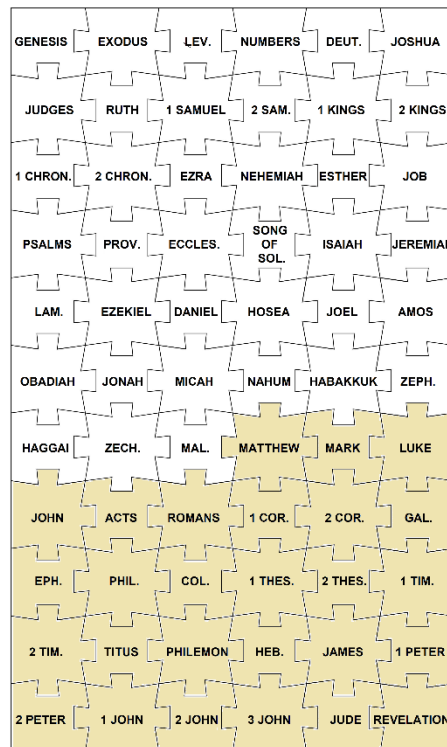 GENESIS EXODUS LEV. NUMBERS DEUT. JOSHUA
JUDGES RUTH 1 SAMUEL 2 SAM. 1 KINGS 2 KINGS
1 CHRON. 2 CHRON. EZRA NEHEMIAH ESTHER JOB
PSALMS PROV. ECCLES. SONG OF SOL. ISAIAH JEREMIAH
LAM. EZEKIEL DANIEL HOSEA JOEL AMOS
OBADIAH JONAH MICAH NAHUM HABAKKUK ZEPH.
HAGGAI ZECH. MAL. MATTHEW MARK LUKE
JOHN ACTS ROMANS 1 COR. 2 COR. GAL.
EPH. PHIL. COL. 1 THES. 2 THES. 1 TIM.
2 TIM. TITUS PHILEMON HEB. JAMES 1 PETER
2 PETER 1 JOHN 2 JOHN 3 JOHN JUDE REVELATION